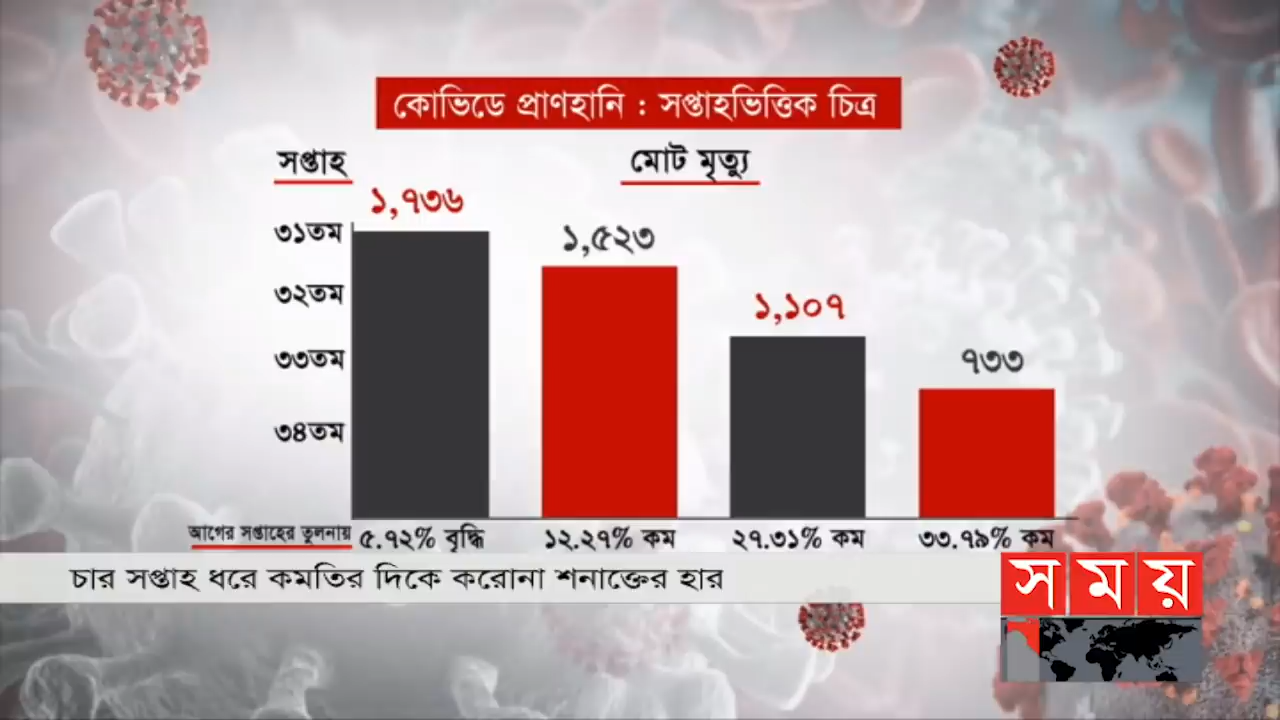 কোভিডে প্রাণহানি : সপ্তাহভিত্তিক চিত্র
সপ্তাহ
মোট মৃত্যু
১,৭৩৬
১,৫২৩
১,১০৭
৭৩৩
৩১তম
৩২তম
৩৩তম
৩৪তম
আগের সপ্তাহের তুলনায়
৫.৭২% বৃদ্ধি
১২.২৭% কম
২৭.৩১% কম
৩৩.৭৯% কম
চার সপ্তাহ ধরে কমতির দিকে করোনা শনাক্তের হার
সময়